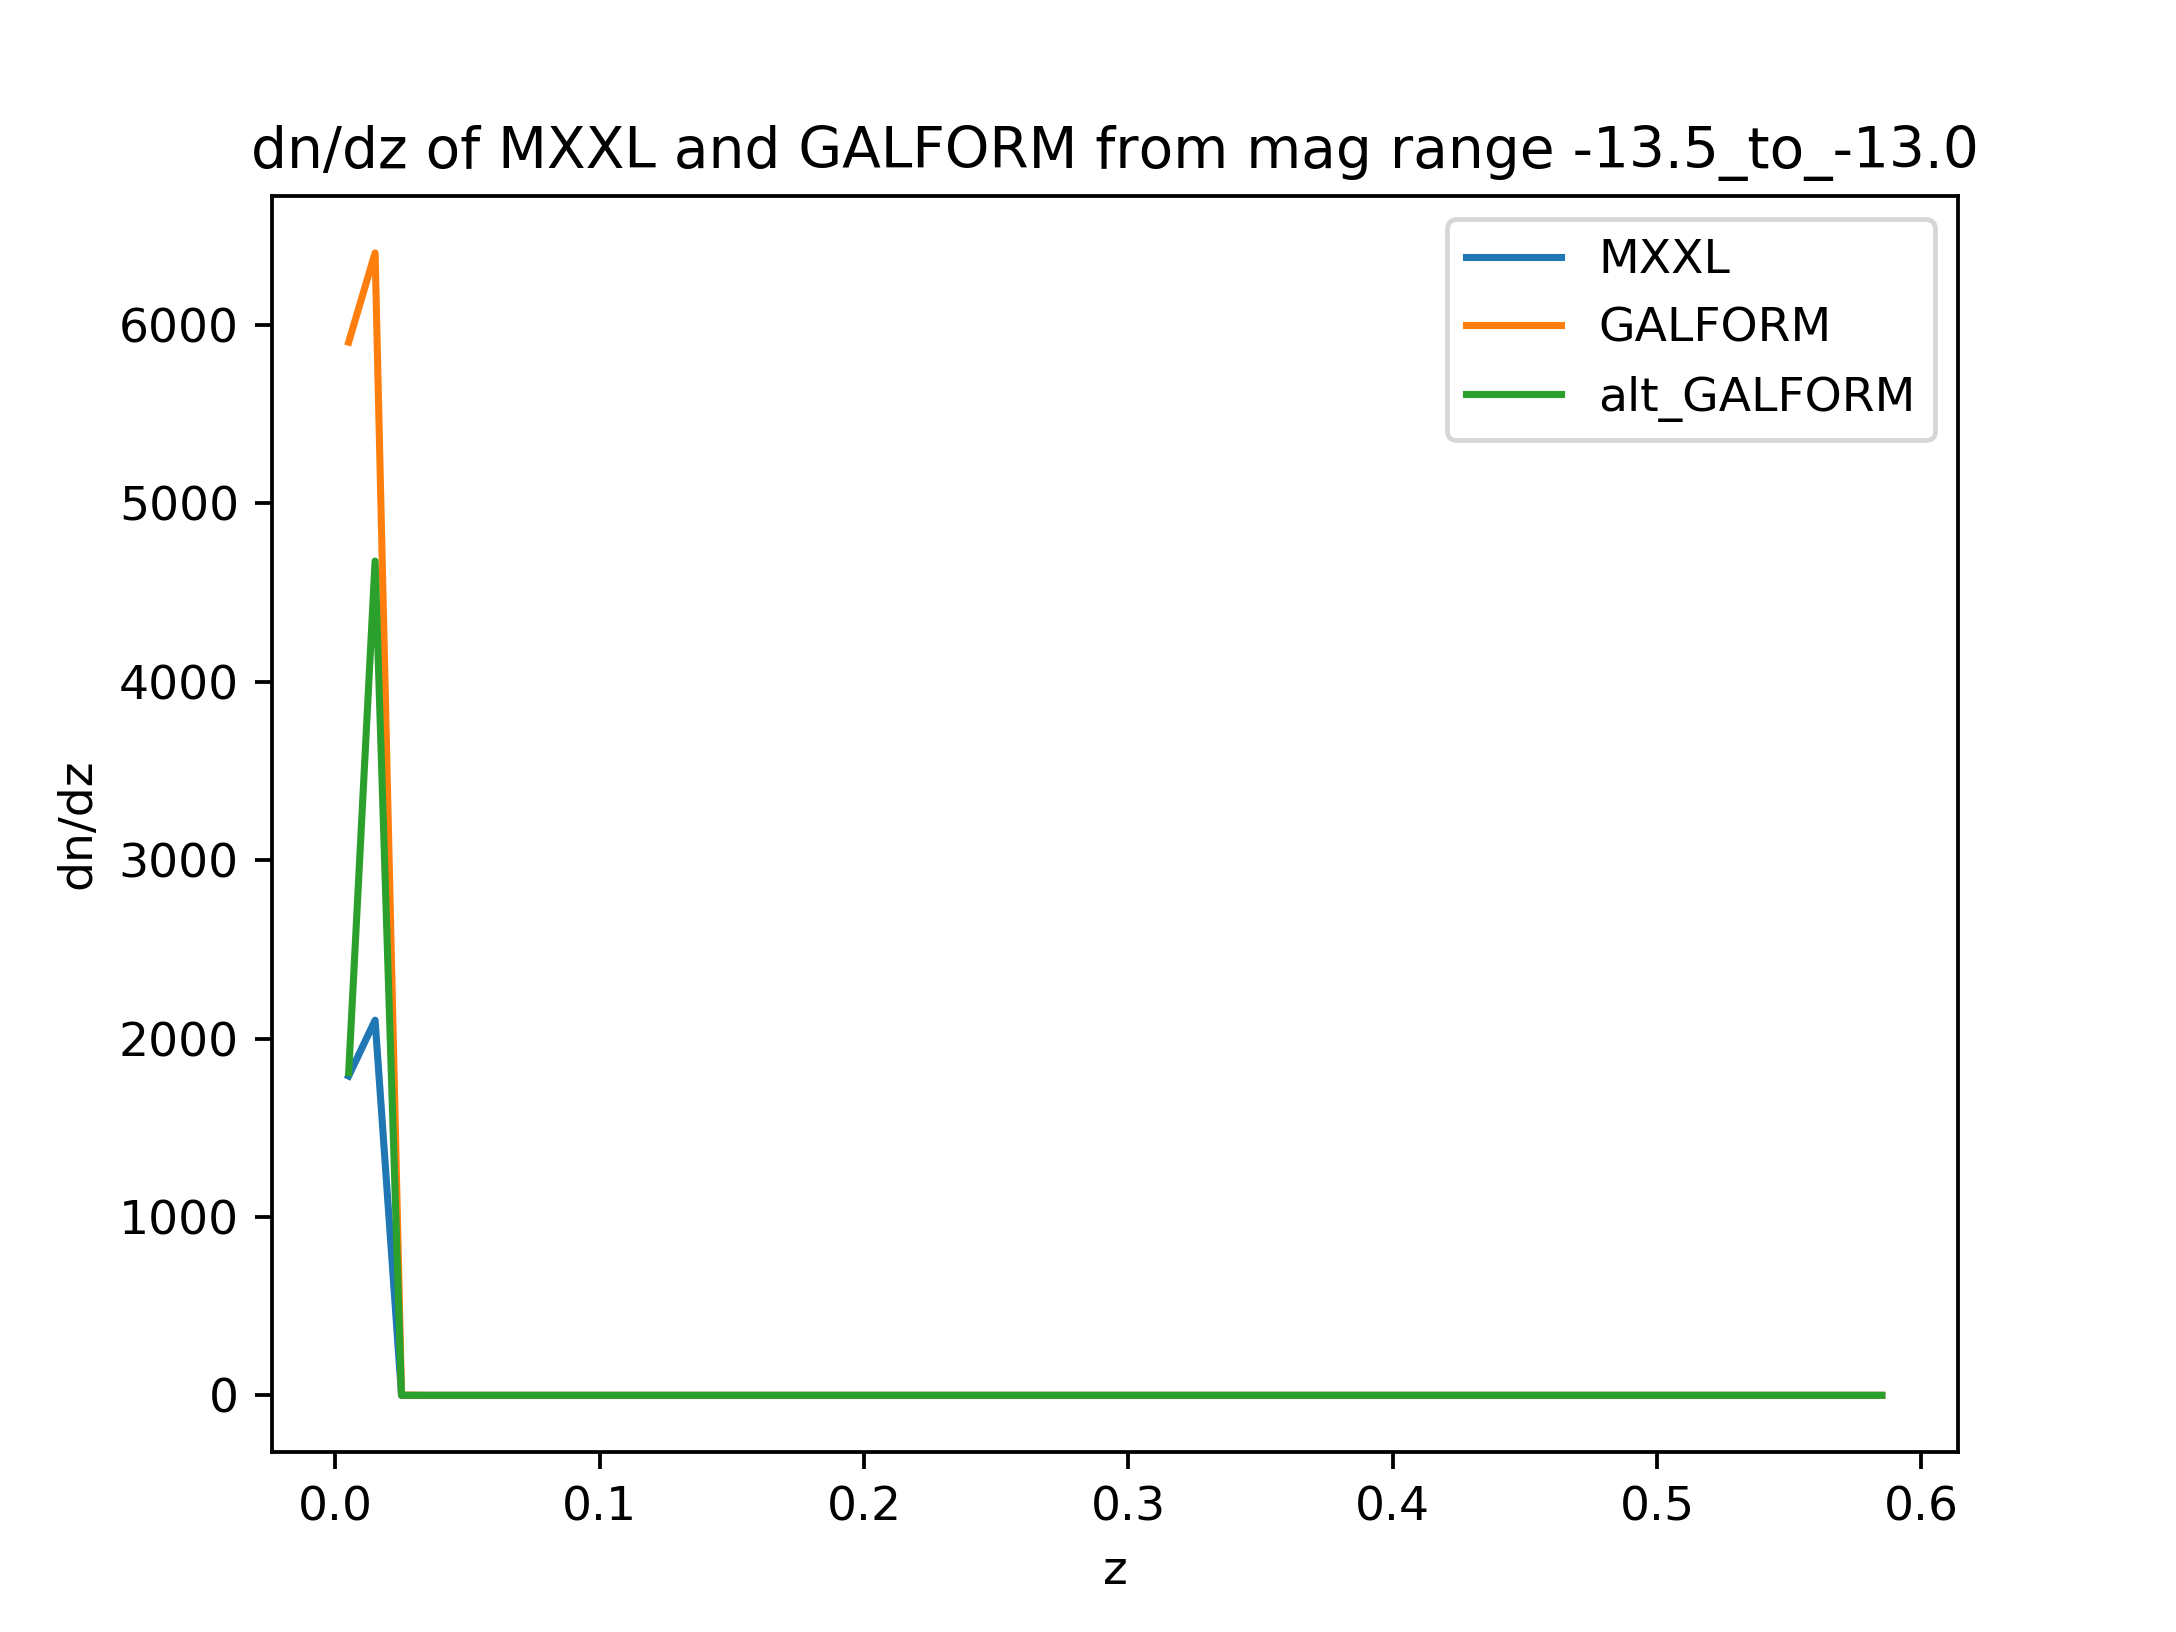 dn/dz of MXXL and GALFORM from mag range -13.5_to_-13.0
MXXL
GALFORM
alt_GALFORM
6000
5000
4000
3000
2000
1000
0
dn/dz
0.0 0.1 0.2 0.3 0.4 0.5 0.6
z